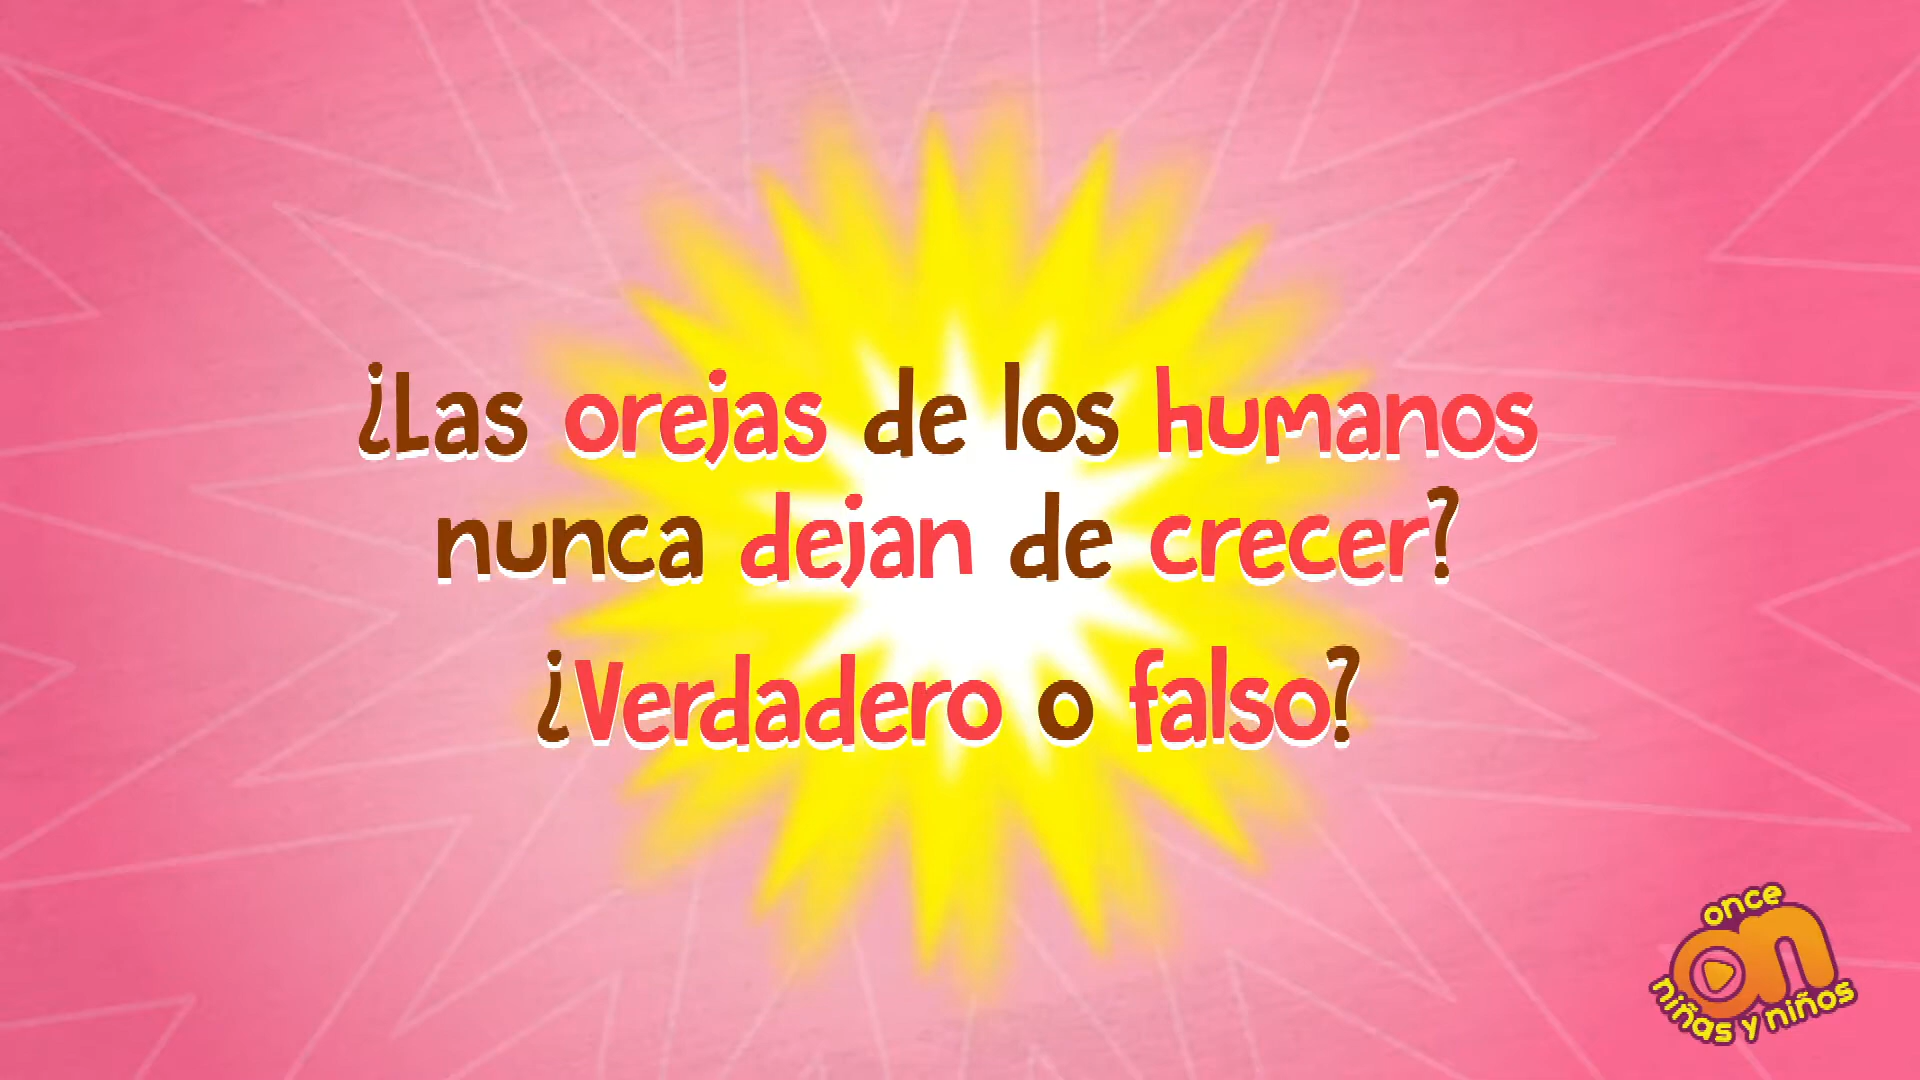 ¿Las orejas de los humanos
nunca dejan de crecer?
¿Verdadero o falso?
once
on
niñas y niños